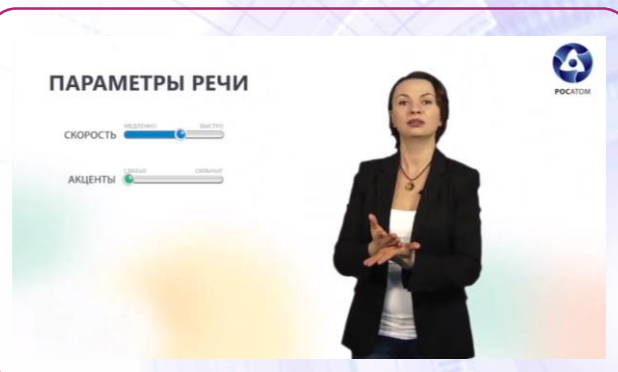 ПАРАМЕТРЫ РЕЧИ
МЕДЛЕННО БЫСТРО
СКОРОСТЬ
СЛАБЫЕ СИЛЬНЫЕ
АКЦЕНТЫ
РОСАТОМ